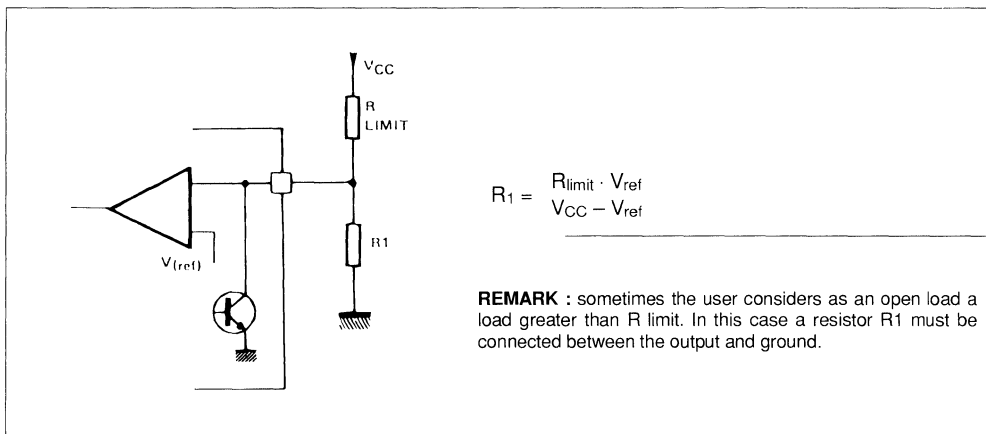 VCC
R
LIMIT
R1
V(ref)
R1 = Rlimit · Vref
VCC – Vref
REMARK : sometimes the user considers as an open load a
load greater than R limit. In this case a resistor R1 must be
connected between the output and ground.